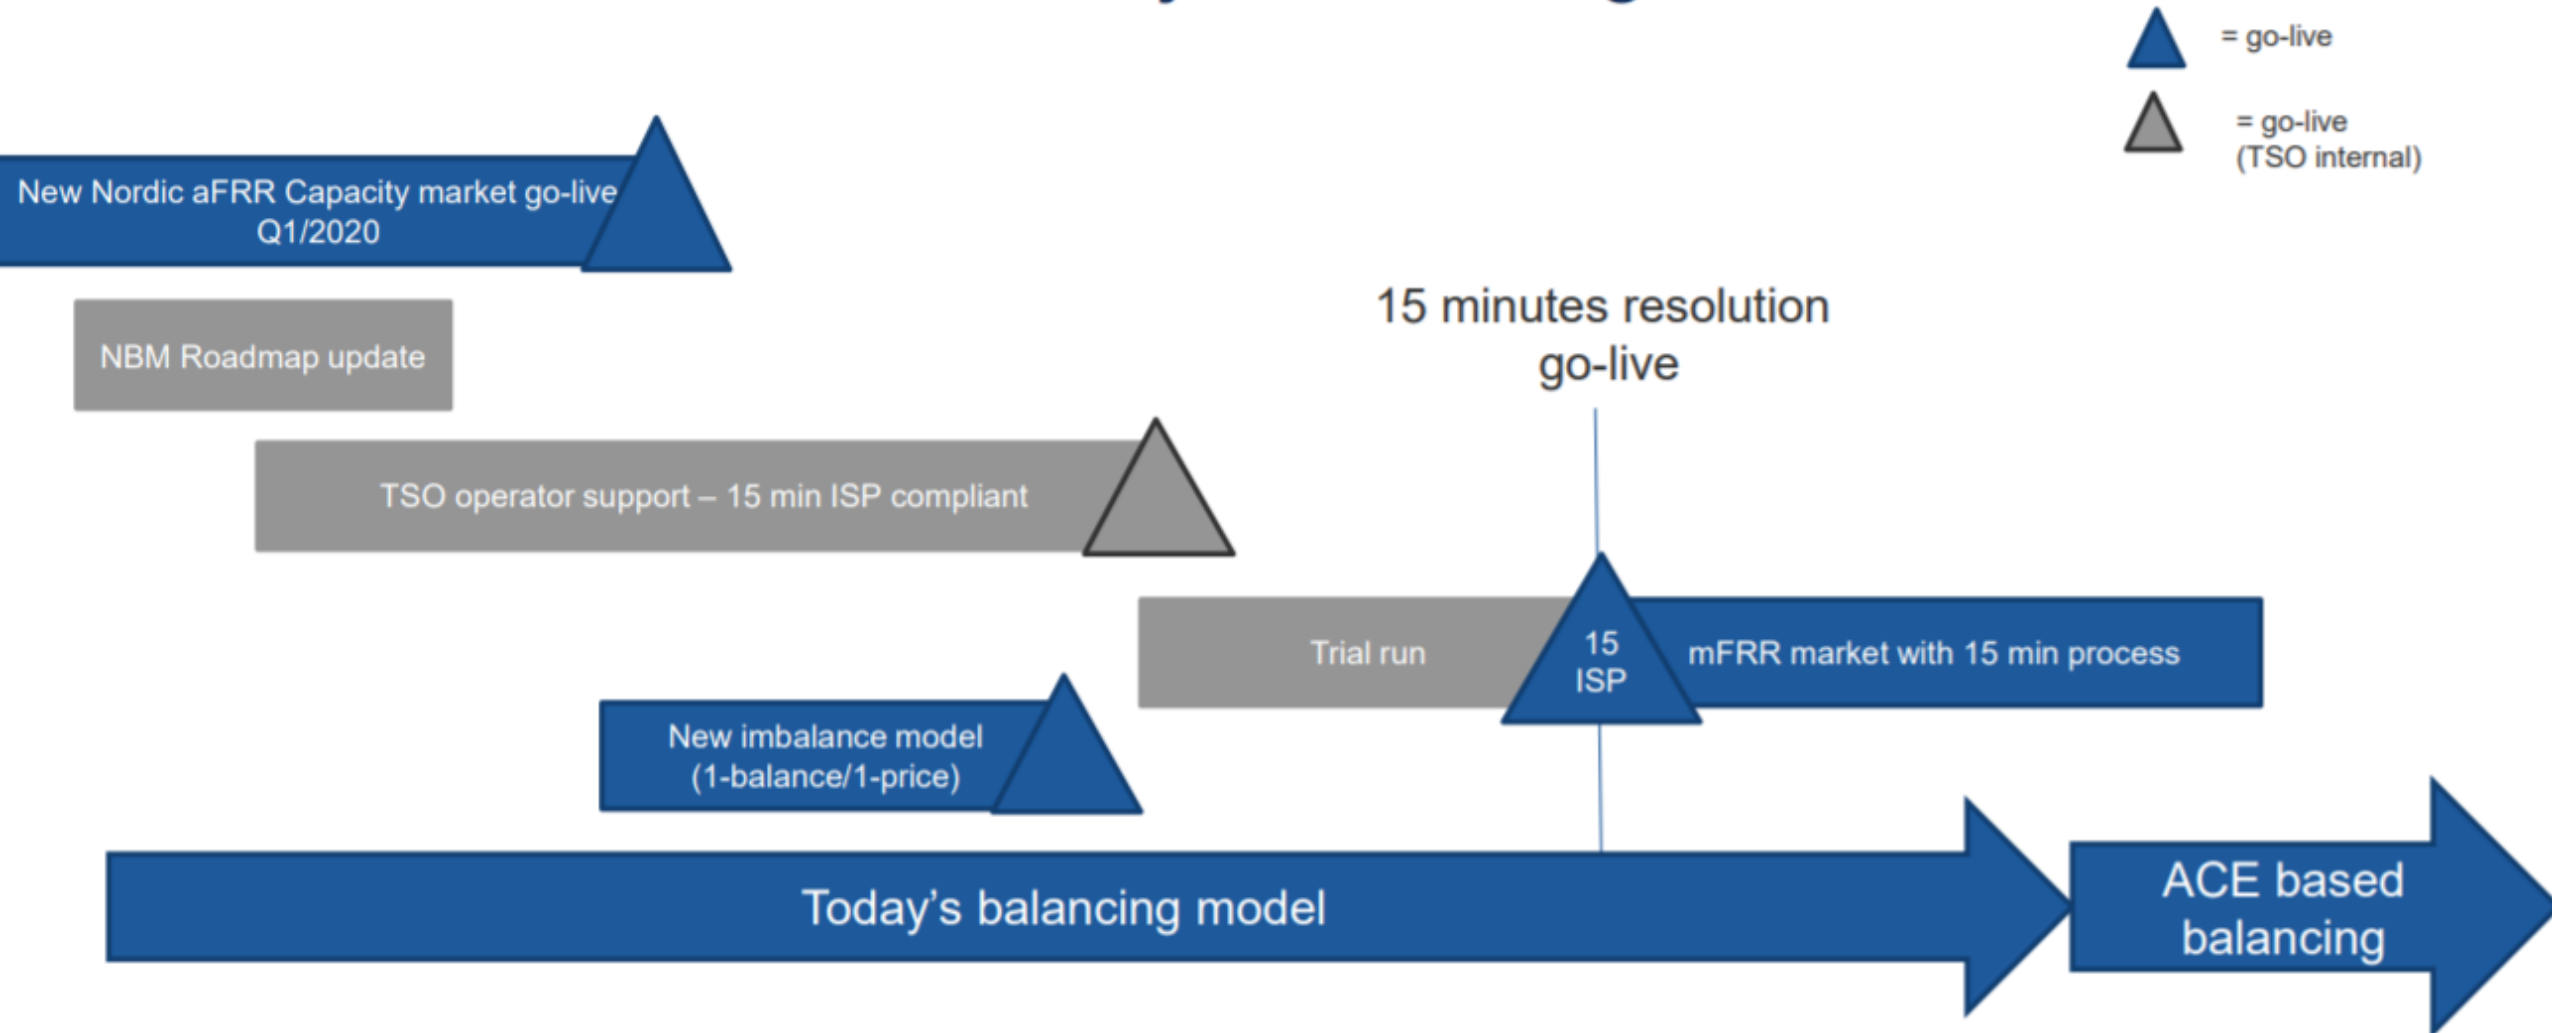 = go-live
= go-live
(TSO internal)
New Nordic aFRR Capacity market go-live
Q1/2020
NBM Roadmap update
15 minutes resolution
go-live
TSO operator support – 15 min ISP compliant
Trial run
15
ISP
mFRR market with 15 min process
New imbalance model
(1-balance/1-price)
Today's balancing model
ACE based
balancing